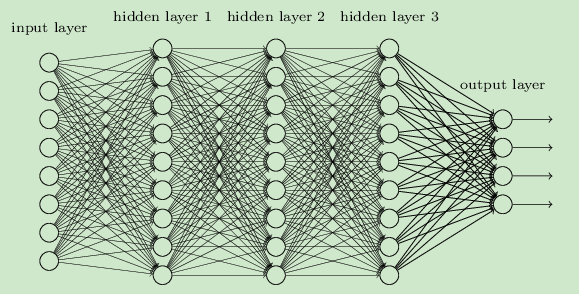 input layer
hidden layer 1
hidden layer 2
hidden layer 3
output layer